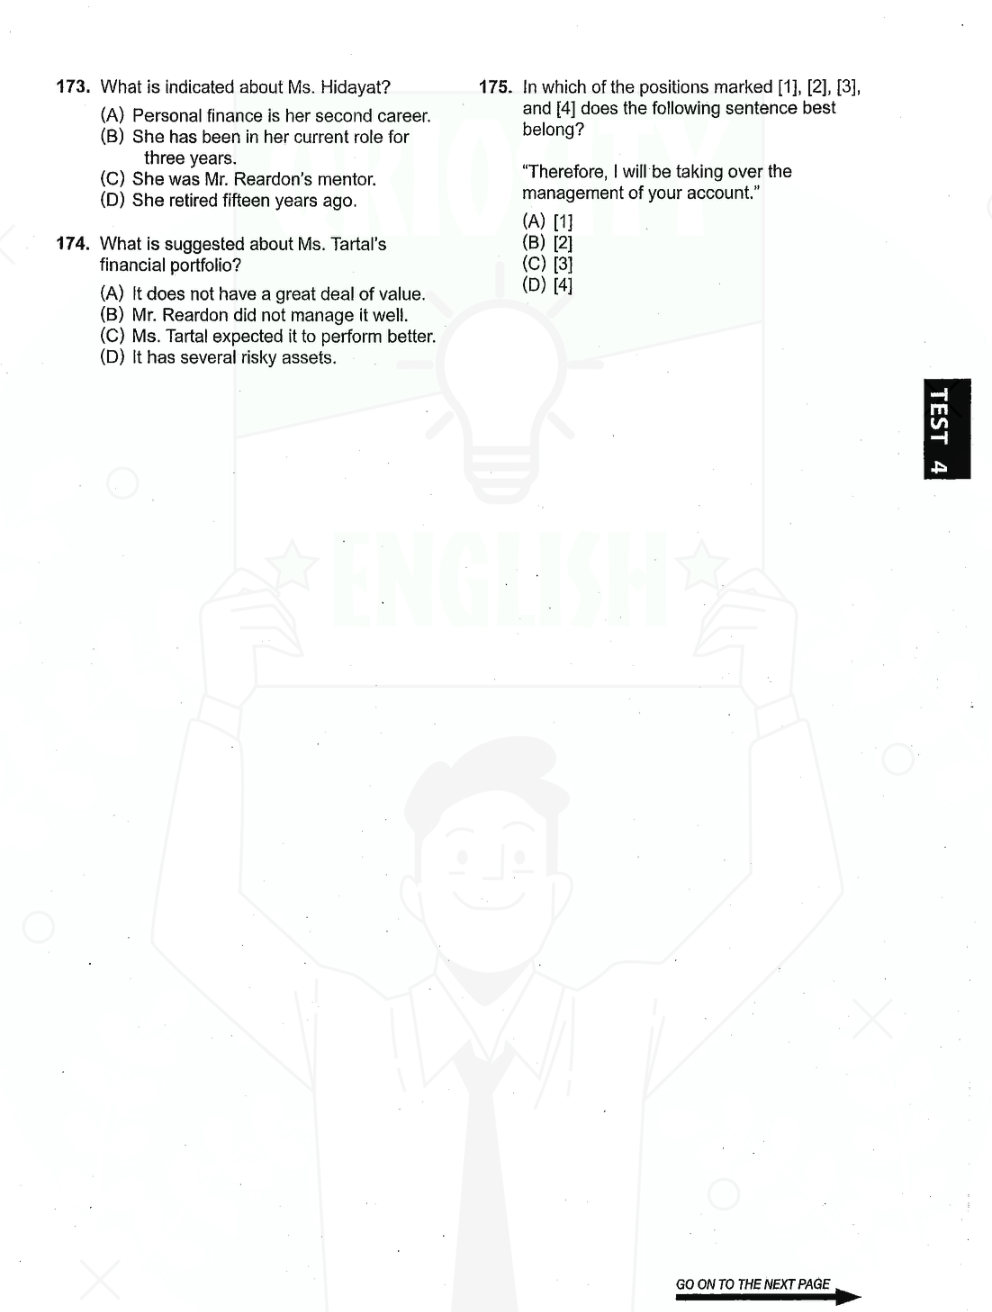 173. What is indicated about Ms. Hidayat?
(A) Personal finance is her second career.
(B) She has been in her current role for
three years.
(C) She was Mr. Reardon's mentor.
(D) She retired fifteen years ago.
174. What is suggested about Ms. Tartal's
financial portfolio?
(A) It does not have a great deal of value.
(B) Mr. Reardon did not manage it well.
(C) Ms. Tartal expected it to perform better.
(D) It has several risky assets.
175. In which of the positions marked [1], [2], [3],
and [4] does the following sentence best
belong?
"Therefore, I will be taking over the
management of your account."
(A) [1]
(B) [2]
(C) [3]
(D) [4]
TEST 4
PRIORITY
ENGLISH
GO ON TO THE NEXT PAGE